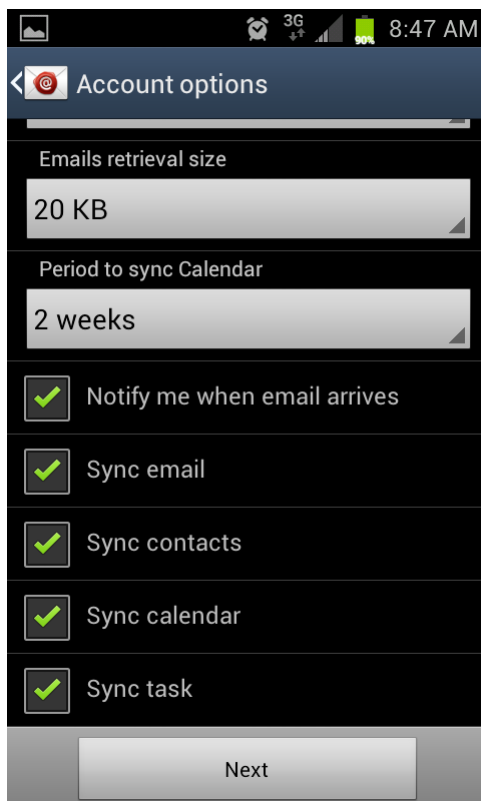 3G
90%
8:47 AM
Account options
Emails retrieval size
20 KB
Period to sync Calendar
2 weeks
Notify me when email arrives
Sync email
Sync contacts
Sync calendar
Sync task
Next